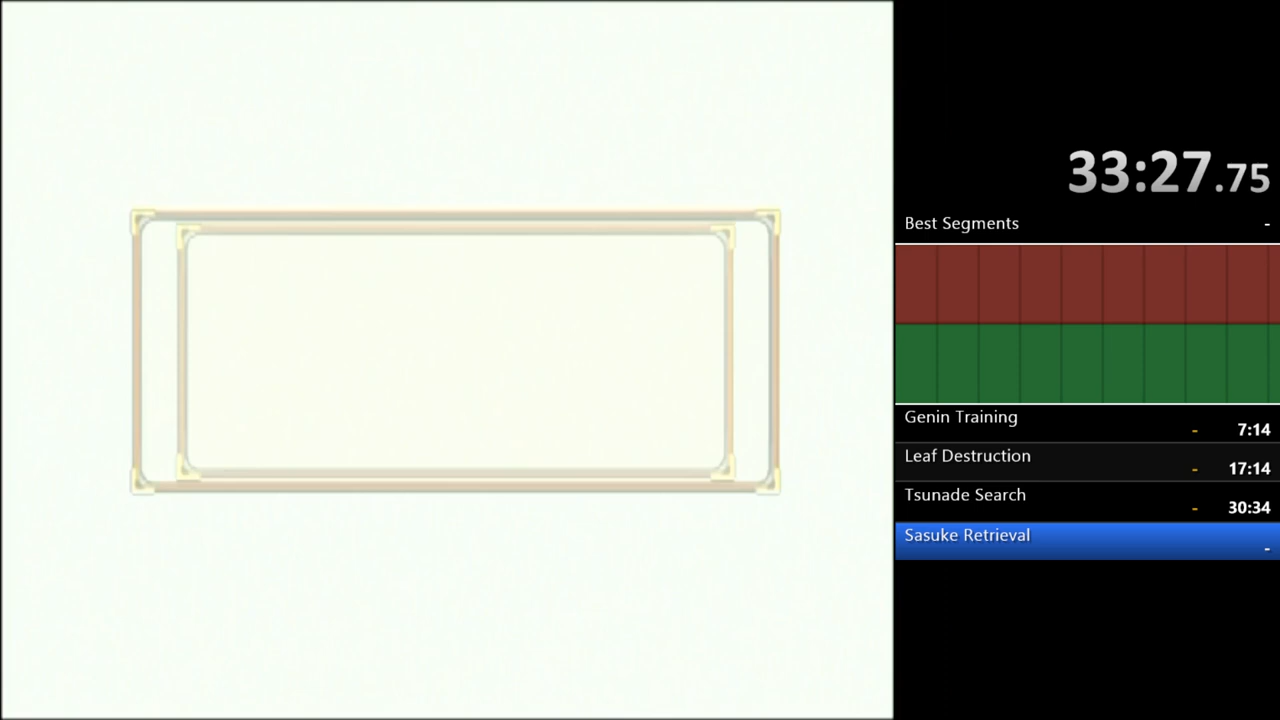 33:27.75
Best Segments -
Genin Training - 7:14
Leaf Destruction - 17:14
Tsunade Search - 30:34
Sasuke Retrieval -